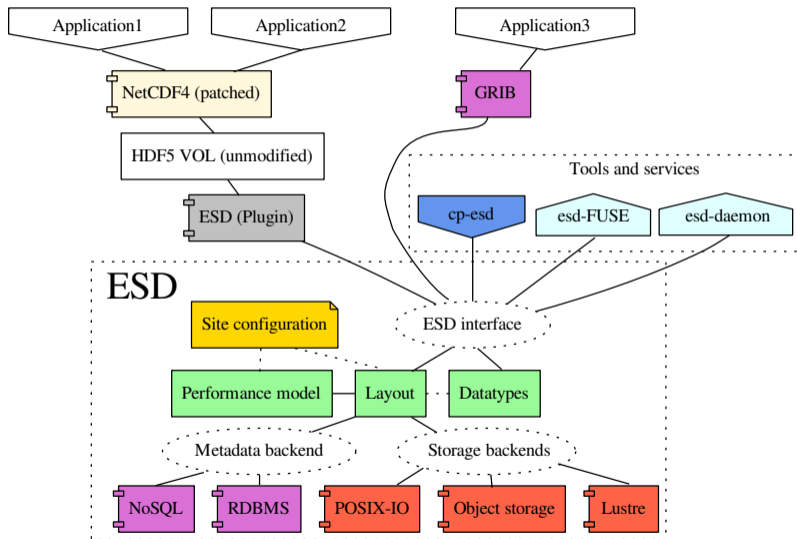 Application1
Application2
Application3
NetCDF4 (patched)
GRIB
HDF5 VOL (unmodified)
Tools and services
ESD (Plugin)
cp-esd
esd-FUSE
esd-daemon
ESD
Site configuration
ESD interface
Performance model
Layout
Datatypes
Metadata backend
Storage backends
NoSQL
RDBMS
POSIX-IO
Object storage
Lustre